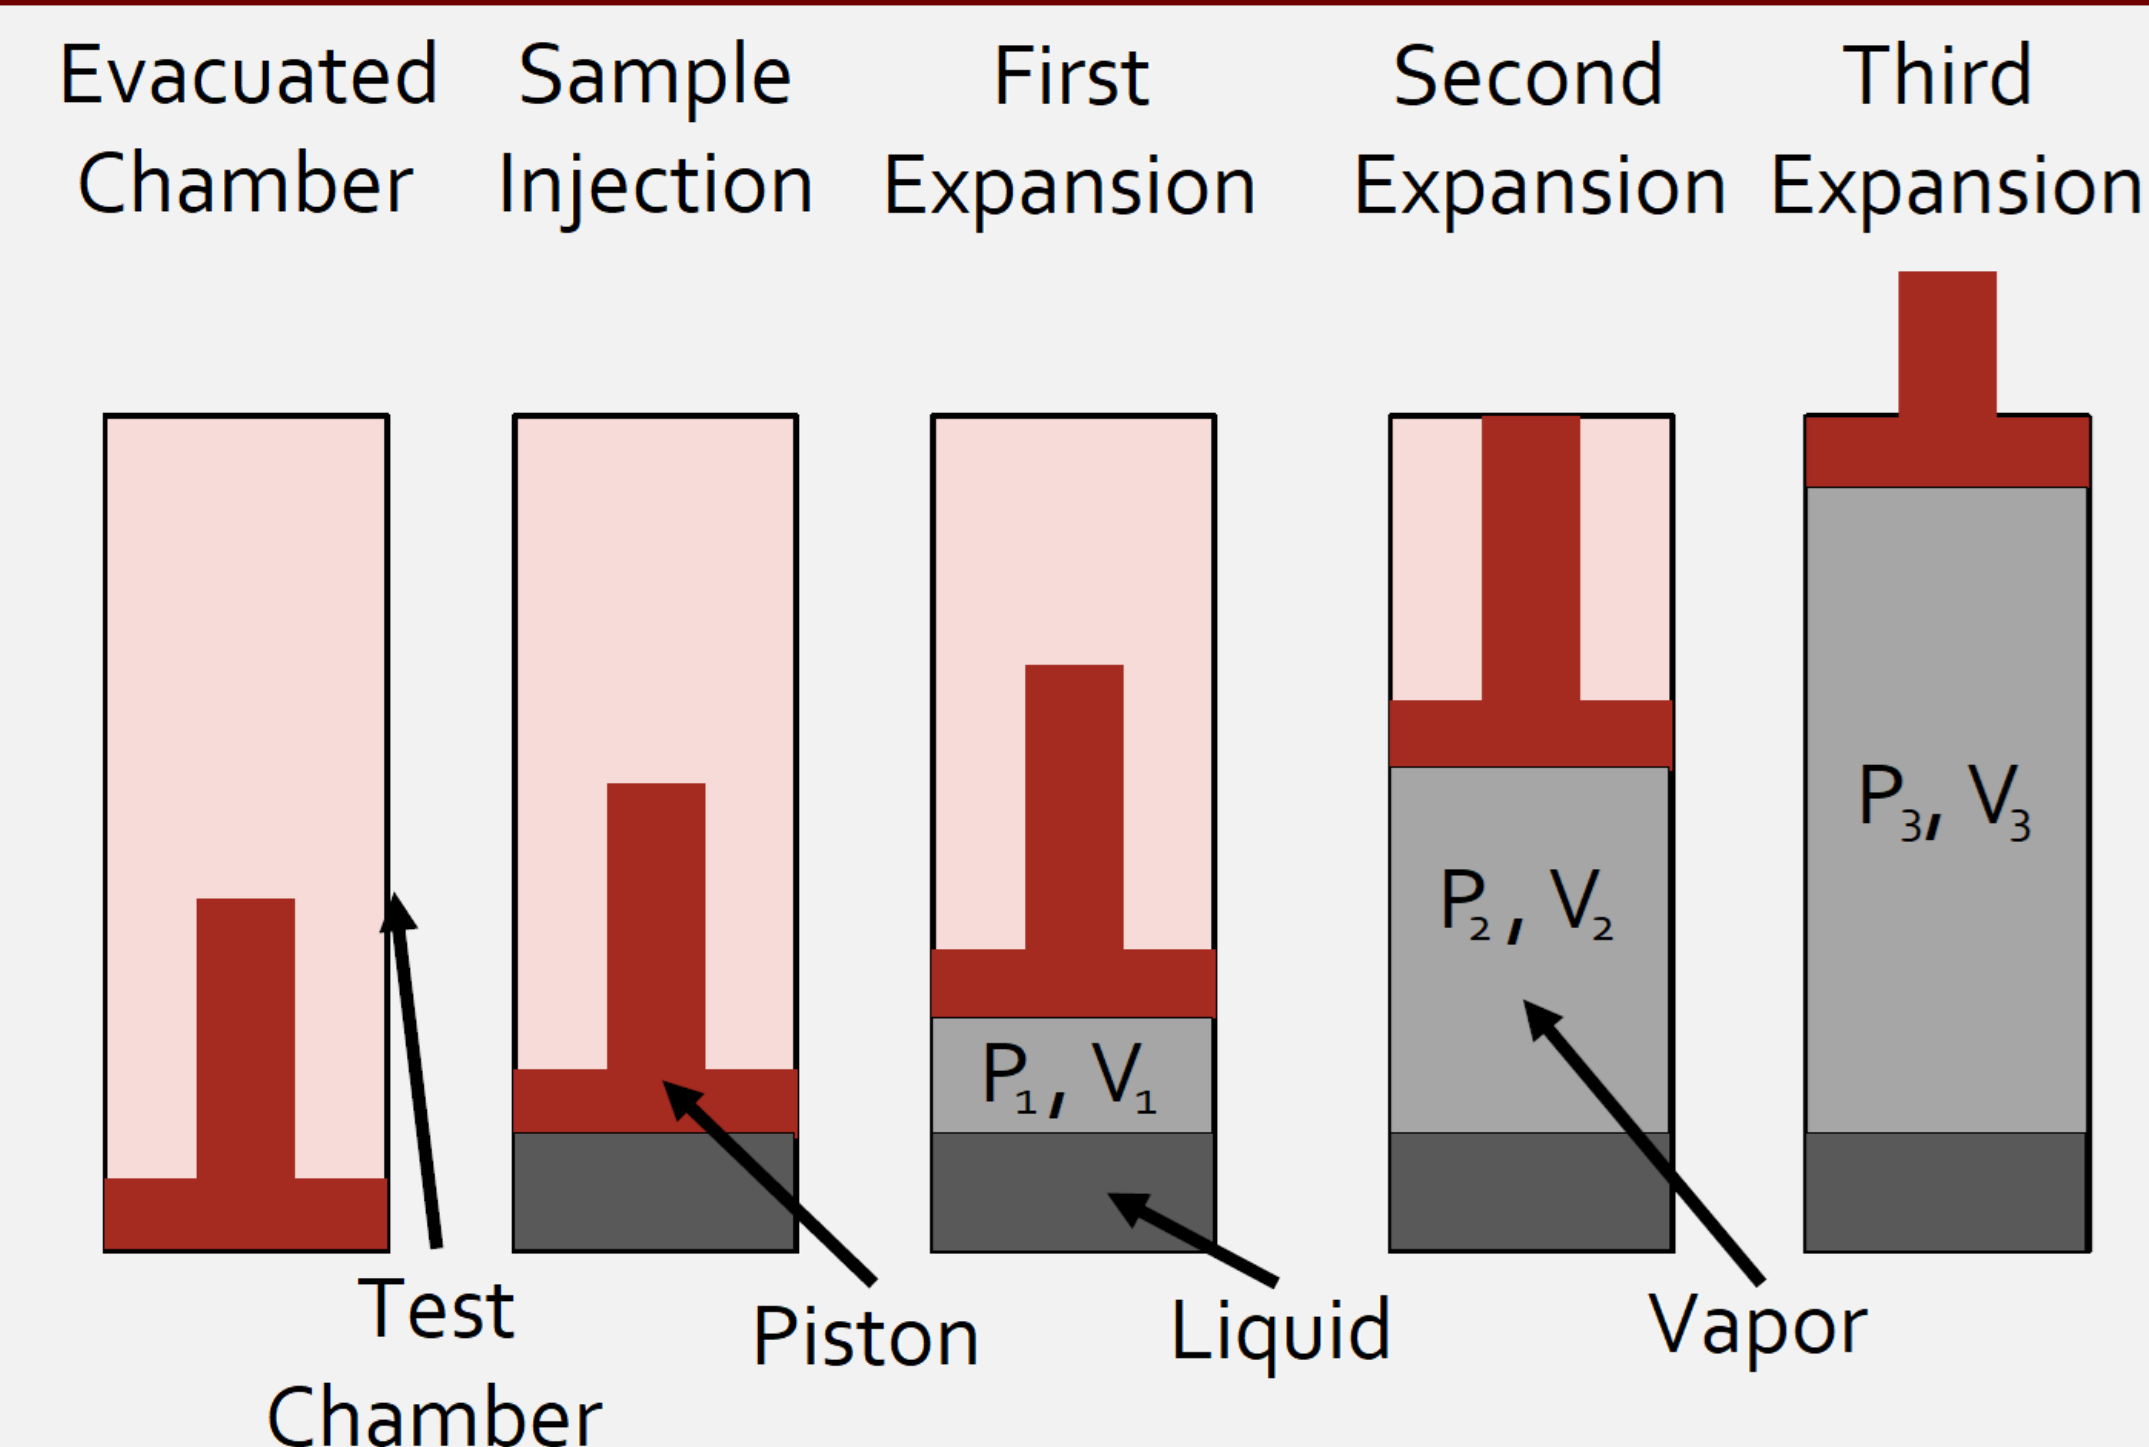 Evacuated
Chamber
Sample
Injection
First
Expansion
Second
Expansion
Third
Expansion
P₁, V₁
P₂, V₂
P₃, V₃
Test
Chamber
Piston
Liquid
Vapor